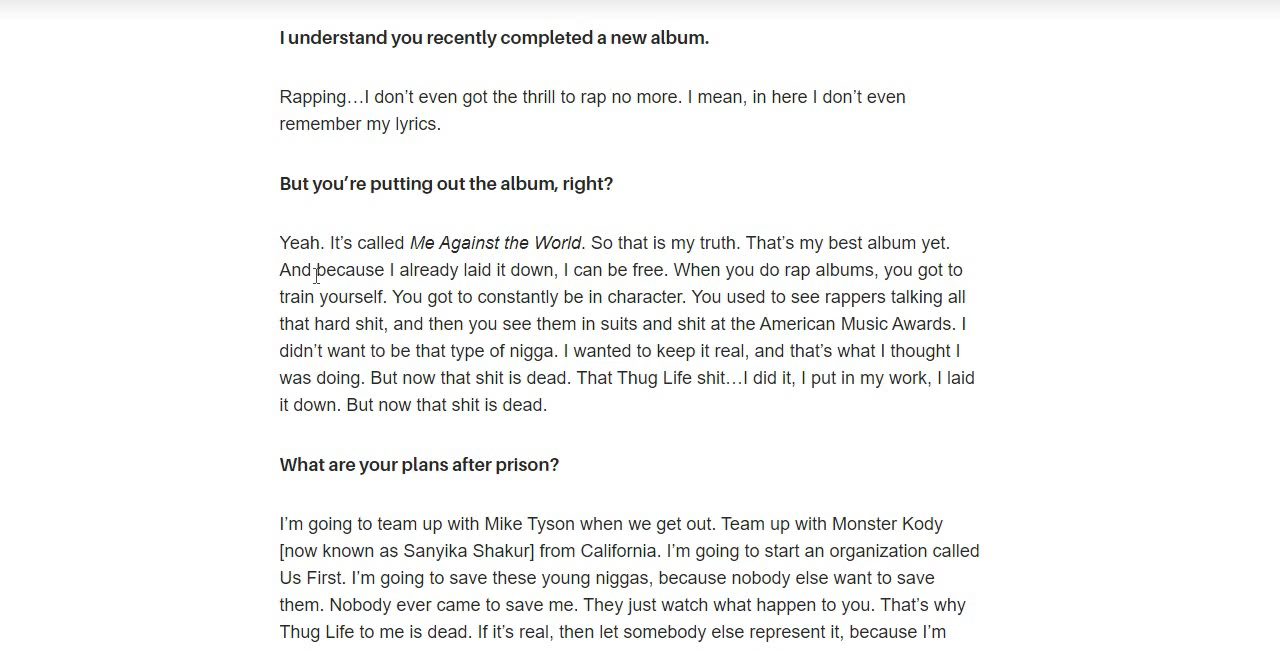 I understand you recently completed a new album.
Rapping…I don’t even got the thrill to rap no more. I mean, in here I don’t even
remember my lyrics.
But you’re putting out the album, right?
Yeah. It’s called Me Against the World. So that is my truth. That’s my best album yet.
And because I already laid it down, I can be free. When you do rap albums, you got to
train yourself. You got to constantly be in character. You used to see rappers talking all
that hard shit, and then you see them in suits and shit at the American Music Awards. I
didn’t want to be that type of nigga. I wanted to keep it real, and that’s what I thought I
was doing. But now that shit is dead. That Thug Life shit…I did it, I put in my work, I laid
it down. But now that shit is dead.
What are your plans after prison?
I’m going to team up with Mike Tyson when we get out. Team up with Monster Kody
[now known as Sanyika Shakur] from California. I’m going to start an organization called
Us First. I’m going to save these young niggas, because nobody else want to save
them. Nobody ever came to save me. They just watch what happen to you. That’s why
Thug Life to me is dead. If it’s real, then let somebody else represent it, because I’m